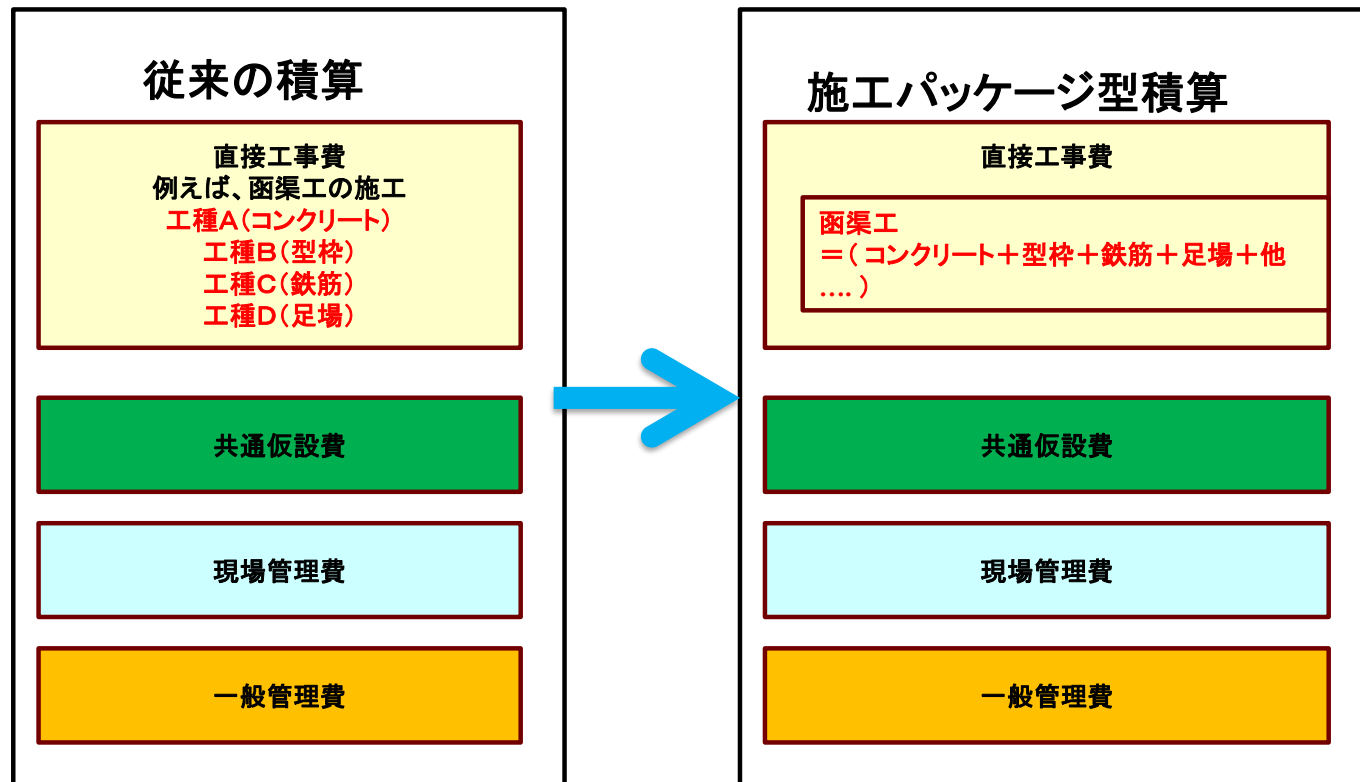 従来の積算
直接工事費
例えば、函渠工の施工
工種A(コンクリート)
工種B(型枠)
工種C(鉄筋)
工種D(足場)
共通仮設費
現場管理費
一般管理費
施工パッケージ型積算
直接工事費
函渠工
＝(コンクリート＋型枠＋鉄筋＋足場＋他
....)
共通仮設費
現場管理費
一般管理費